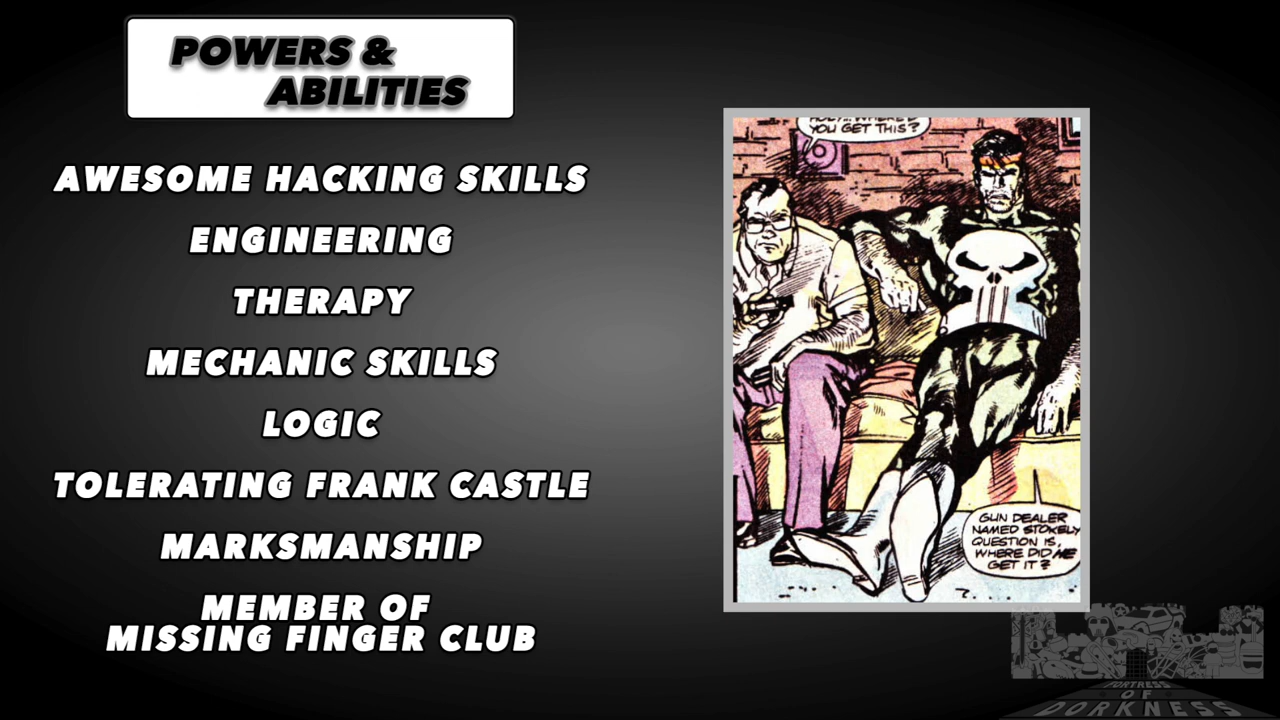 POWERS &
ABILITIES
AWESOME HACKING SKILLS
ENGINEERING
THERAPY
MECHANIC SKILLS
LOGIC
TOLERATING FRANK CASTLE
MARKSMANSHIP
MEMBER OF
MISSING FINGER CLUB
YOU GET THIS?
GUN DEALER
NAMED STOKELY
QUESTION IS,
WHERE DID HE
GET IT?
FORTRESS
OF
DORKNESS